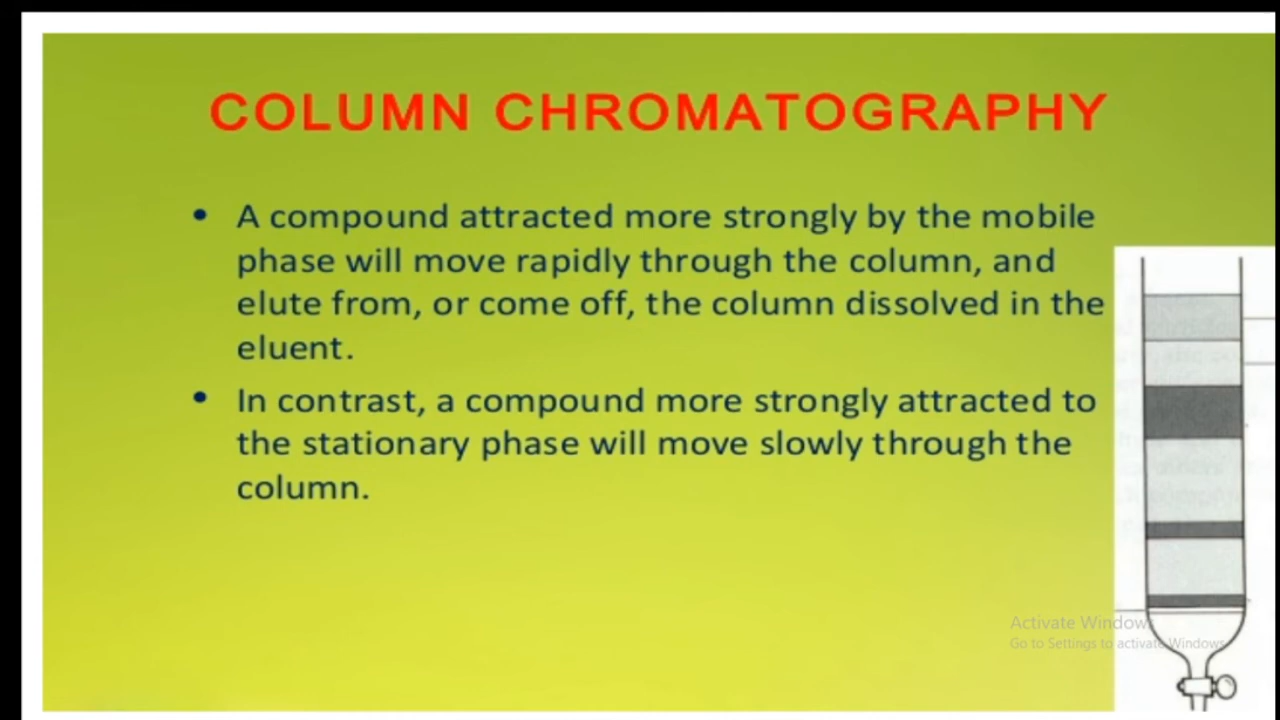 COLUMN CHROMATOGRAPHY
• A compound attracted more strongly by the mobile
phase will move rapidly through the column, and
elute from, or come off, the column dissolved in the
eluent.
• In contrast, a compound more strongly attracted to
the stationary phase will move slowly through the
column.
Activate Windows
Go to Settings to activate Windows.